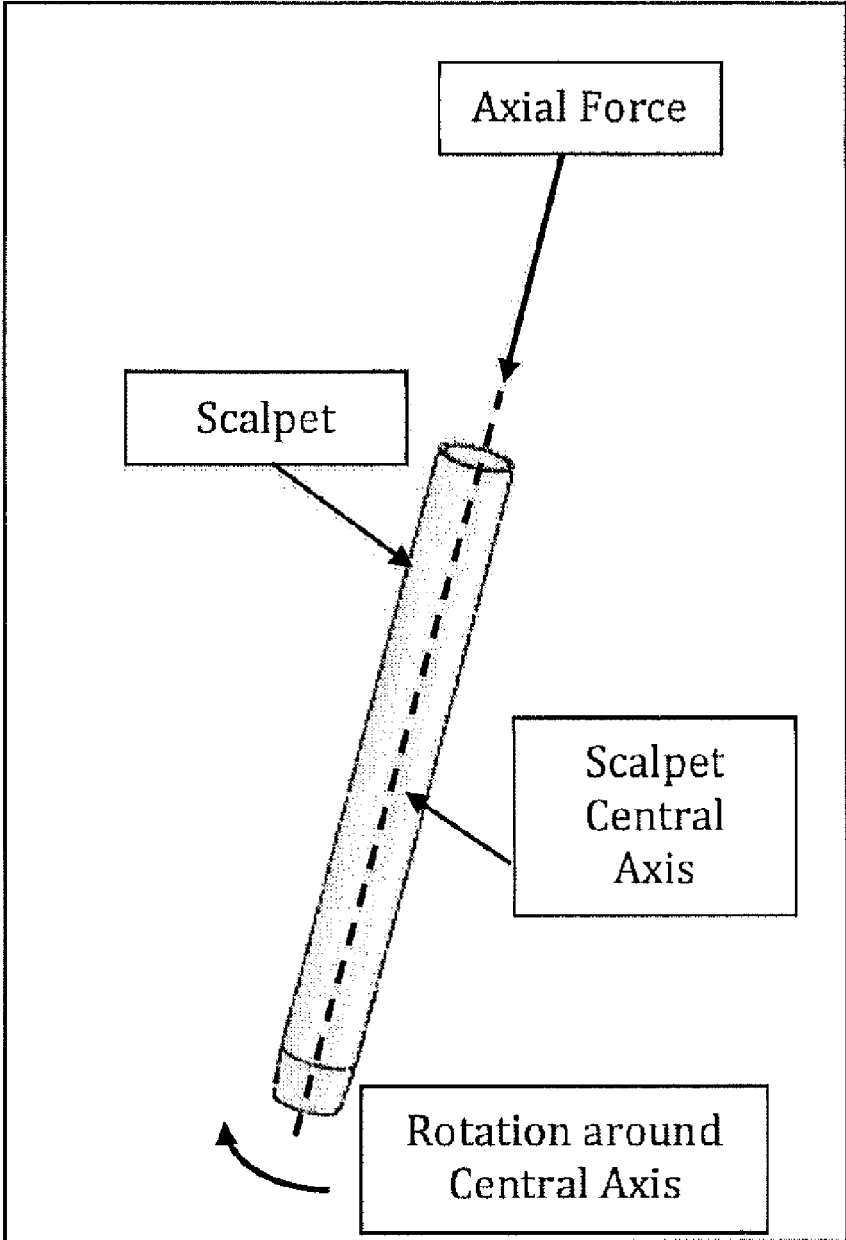 Axial Force
Scalpet
Scalpet
Central
Axis
Rotation around
Central Axis